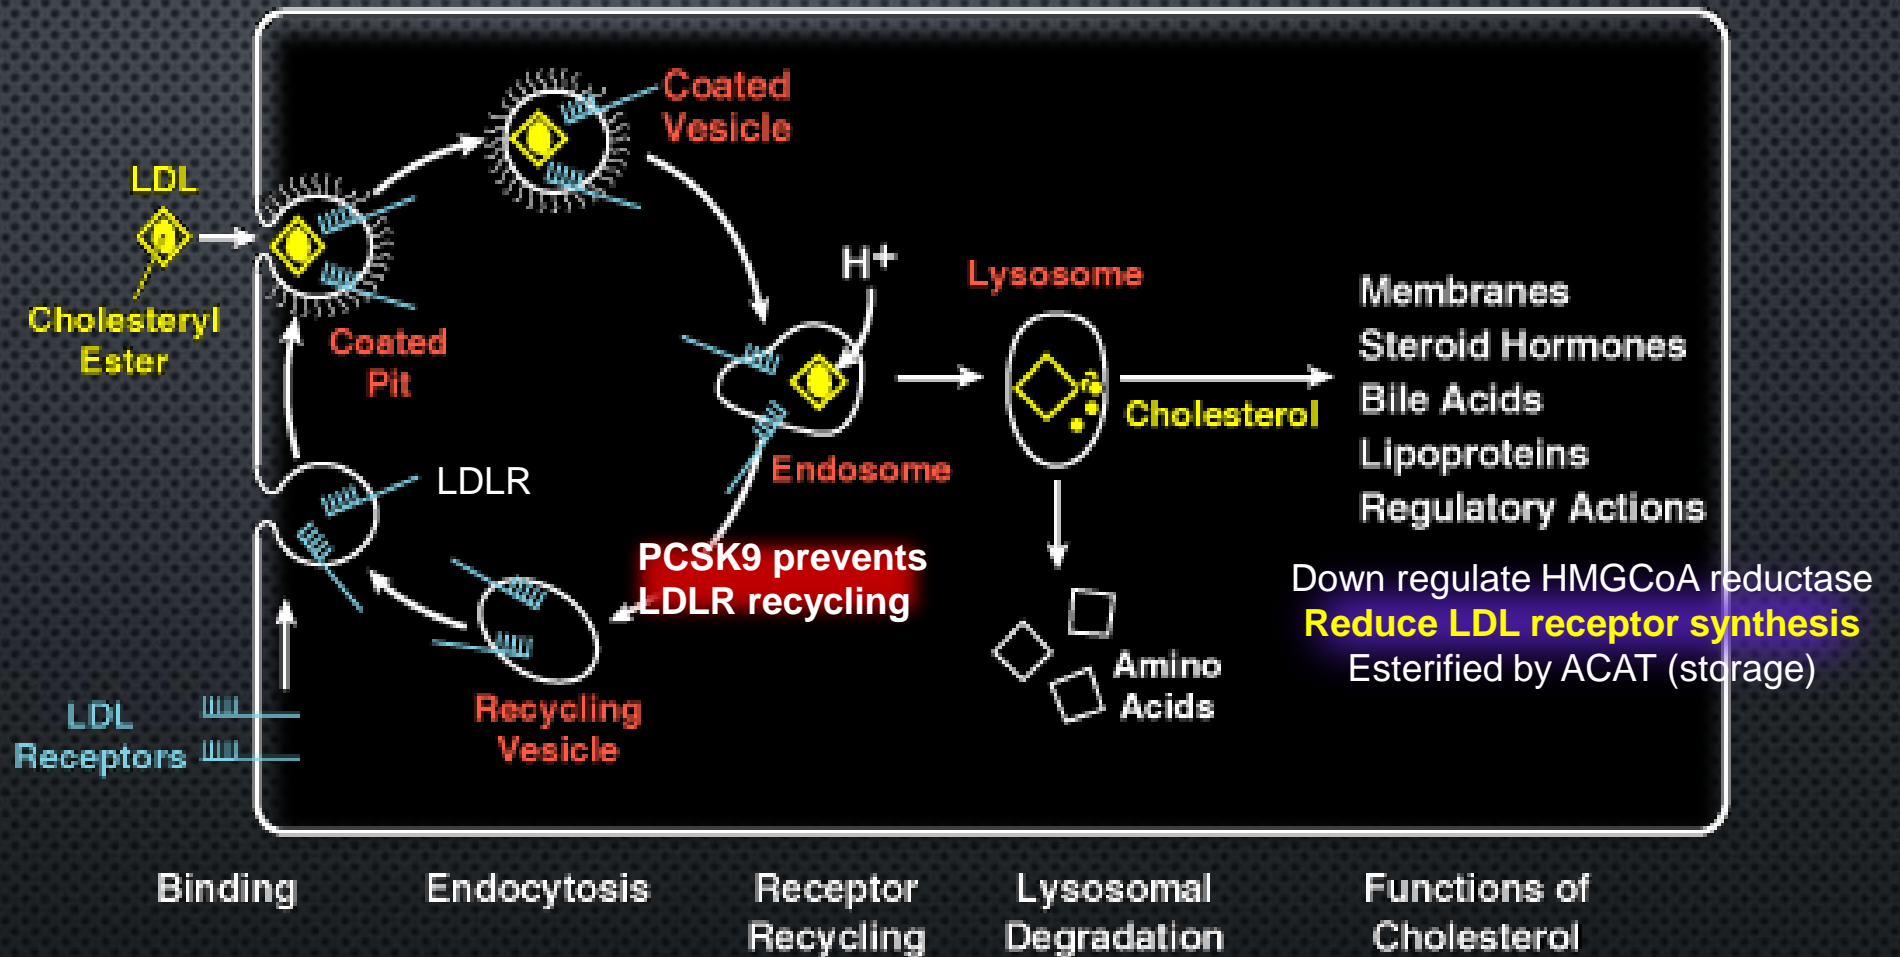 Coated
Vesicle
LDL
Cholesteryl
Ester
Coated
Pit
H+
Lysosome
Cholesterol
Membranes
Steroid Hormones
Bile Acids
Lipoproteins
Regulatory Actions
Endosome
LDLR
PCSK9 prevents
LDLR recycling
Down regulate HMGCoA reductase
Reduce LDL receptor synthesis
Esterified by ACAT (storage)
Amino
Acids
Recycling
Vesicle
LDL
Receptors
Binding
Endocytosis
Receptor
Recycling
Lysosomal
Degradation
Functions of
Cholesterol